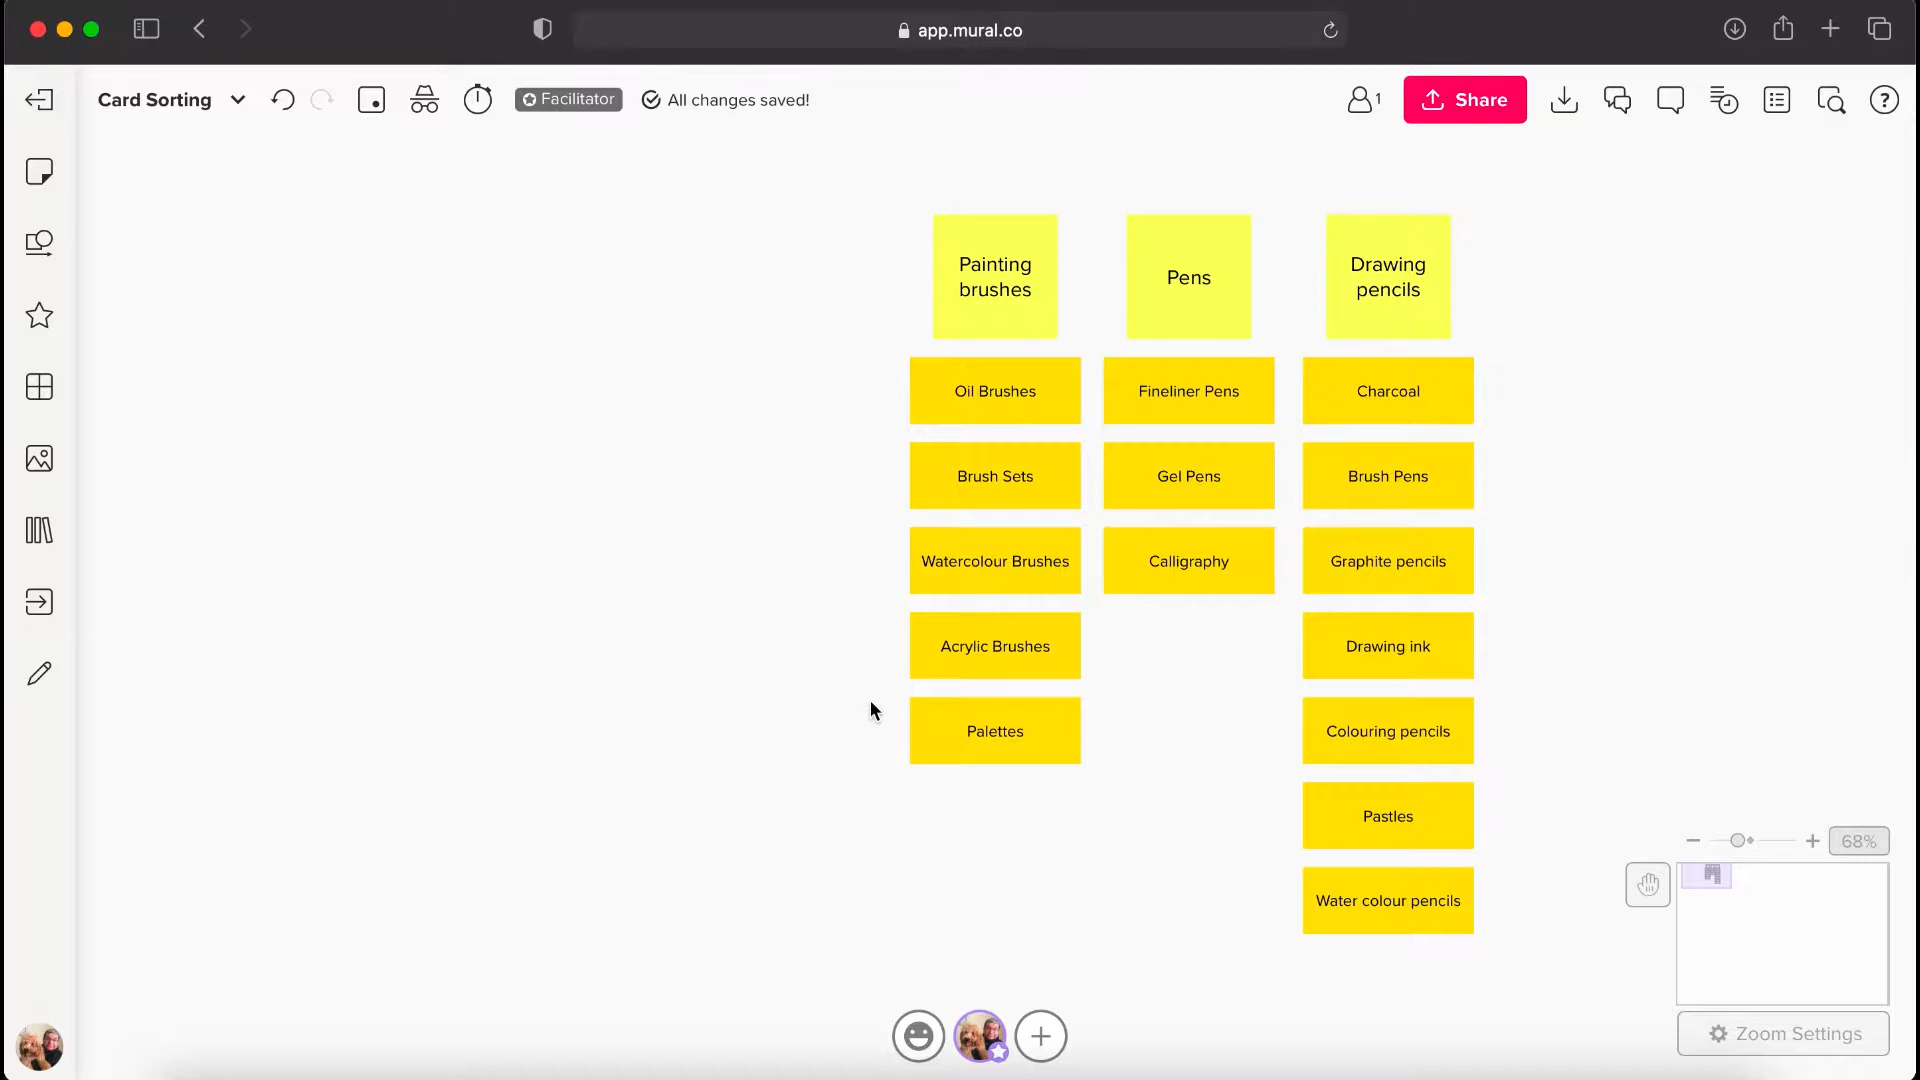 app.mural.co
Card Sorting
Facilitator
All changes saved!
1
Share
?
Painting
brushes
Pens
Drawing
pencils
Oil Brushes
Fineliner Pens
Charcoal
Brush Sets
Gel Pens
Brush Pens
Watercolour Brushes
Calligraphy
Graphite pencils
Acrylic Brushes
Drawing ink
Palettes
Colouring pencils
Pastles
68%
Water colour pencils
Zoom Settings